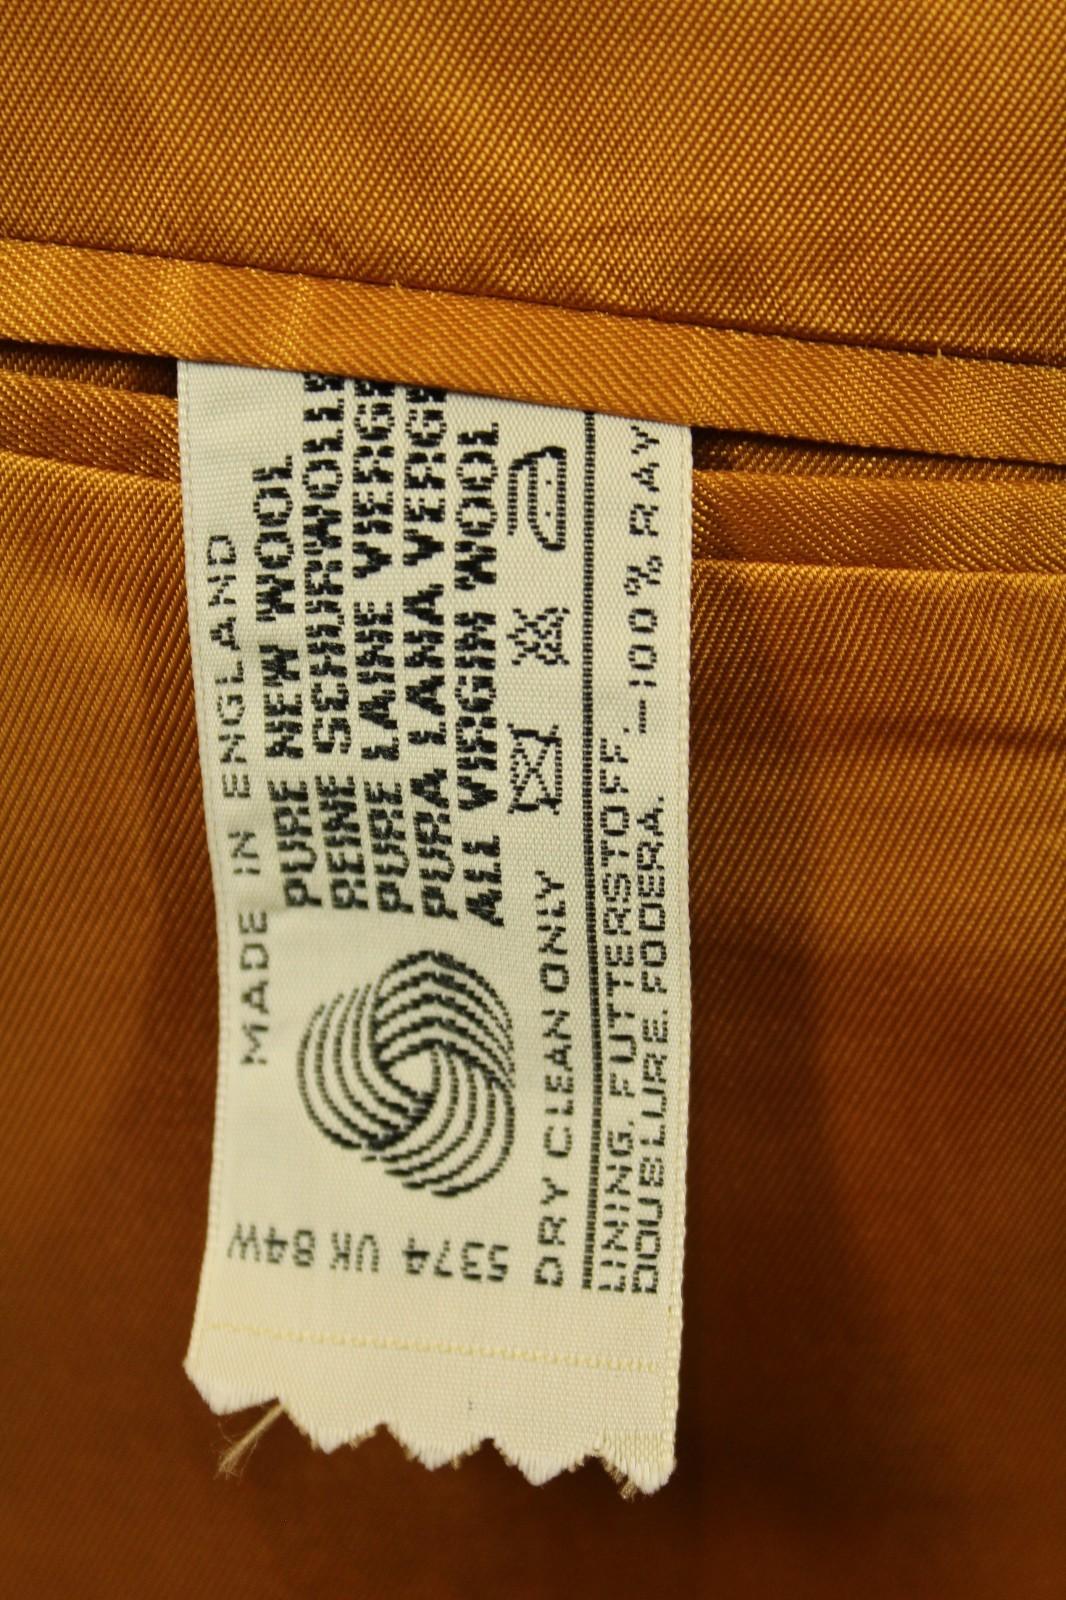 MADE IN ENGLAND
PURE NEW WOOL
REINE SCHURWOLLE
PURE LAINE VIERGE
PURA LANA VERGINE
ALL VIRGIN WOOL
5374 UK 84W
DRY CLEAN ONLY
LINING. FUTTERSTOFF. —100% RAY
DOUBLURE. FODERA.